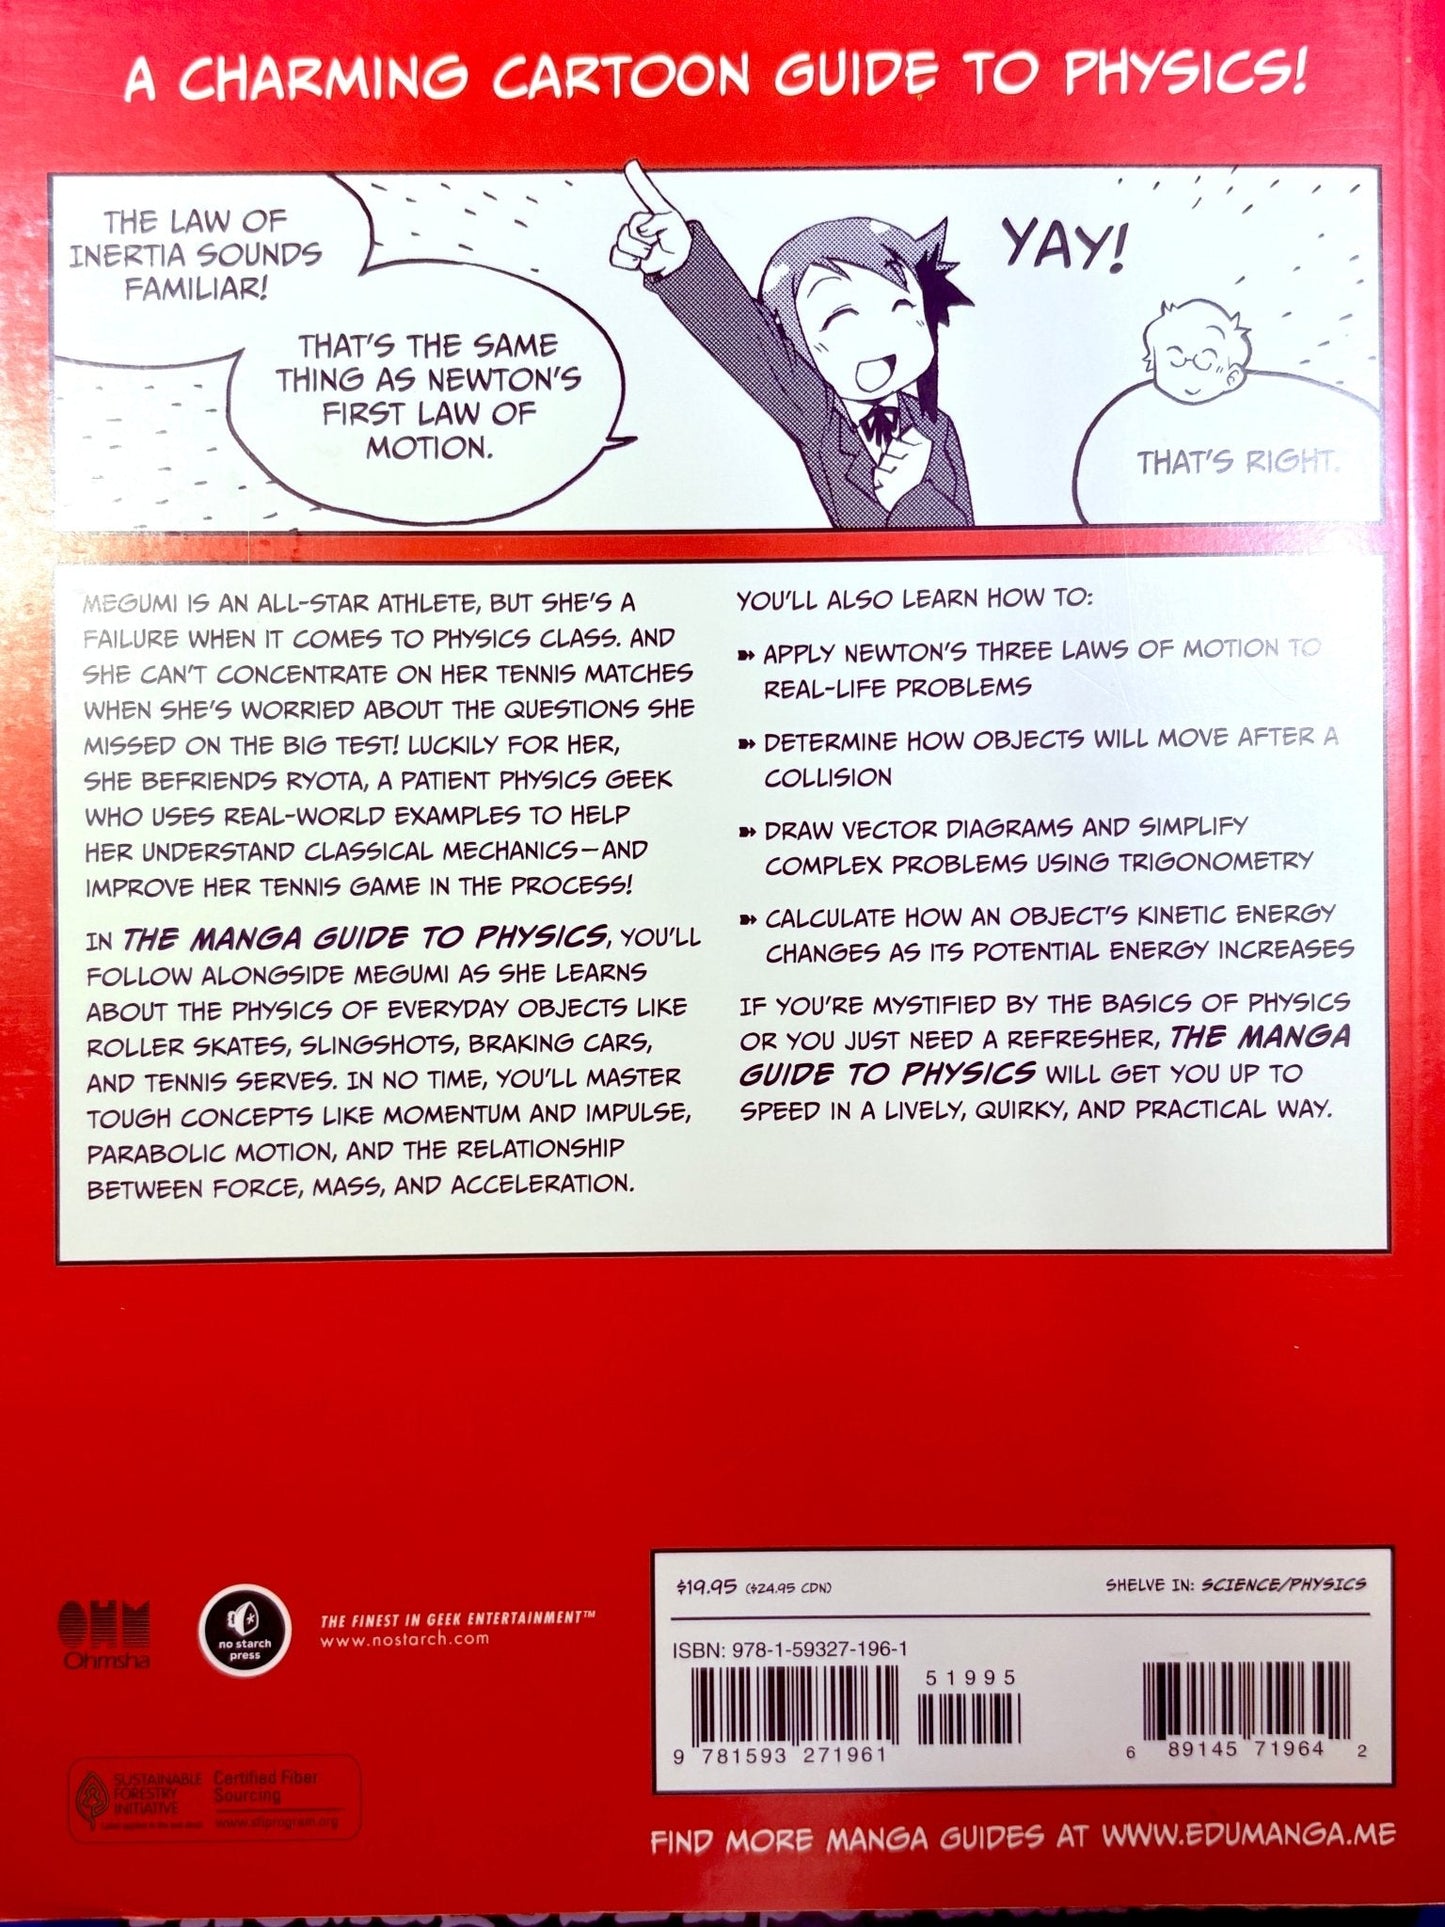 A CHARMING CARTOON GUIDE TO PHYSICS!
THE LAW OF
INERTIA SOUNDS
FAMILIAR!
THAT'S THE SAME
THING AS NEWTON'S
FIRST LAW OF
MOTION.
YAY!
THAT'S RIGHT.
MEGUMI IS AN ALL-STAR ATHLETE, BUT SHE'S A
FAILURE WHEN IT COMES TO PHYSICS CLASS. AND
SHE CAN'T CONCENTRATE ON HER TENNIS MATCHES
WHEN SHE'S WORRIED ABOUT THE QUESTIONS SHE
MISSED ON THE BIG TEST! LUCKILY FOR HER,
SHE BEFRIENDS RYOTA, A PATIENT PHYSICS GEEK
WHO USES REAL-WORLD EXAMPLES TO HELP
HER UNDERSTAND CLASSICAL MECHANICS—AND
IMPROVE HER TENNIS GAME IN THE PROCESS!
IN THE MANGA GUIDE TO PHYSICS, YOU'LL
FOLLOW ALONGSIDE MEGUMI AS SHE LEARNS
ABOUT THE PHYSICS OF EVERYDAY OBJECTS LIKE
ROLLER SKATES, SLINGSHOTS, BRAKING CARS,
AND TENNIS SERVES. IN NO TIME, YOU'LL MASTER
TOUGH CONCEPTS LIKE MOMENTUM AND IMPULSE,
PARABOLIC MOTION, AND THE RELATIONSHIP
BETWEEN FORCE, MASS, AND ACCELERATION.
YOU'LL ALSO LEARN HOW TO:
APPLY NEWTON'S THREE LAWS OF MOTION TO
REAL-LIFE PROBLEMS
DETERMINE HOW OBJECTS WILL MOVE AFTER A
COLLISION
DRAW VECTOR DIAGRAMS AND SIMPLIFY
COMPLEX PROBLEMS USING TRIGONOMETRY
CALCULATE HOW AN OBJECT'S KINETIC ENERGY
CHANGES AS ITS POTENTIAL ENERGY INCREASES
IF YOU'RE MYSTIFIED BY THE BASICS OF PHYSICS
OR YOU JUST NEED A REFRESHER, THE MANGA
GUIDE TO PHYSICS WILL GET YOU UP TO
SPEED IN A LIVELY, QUIRKY, AND PRACTICAL WAY.
OHM
Ohmsha
no starch
press
THE FINEST IN GEEK ENTERTAINMENT™
www.nostarch.com
SUSTAINABLE
FORESTRY
INITIATIVE
Certified Fiber
Sourcing
www.sfiprogram.org
$19.95 ($24.95 CDN)
SHELVE IN: SCIENCE/PHYSICS
ISBN: 978-1-59327-196-1
51995
9 781593 271961
6 89145 71964 2
FIND MORE MANGA GUIDES AT WWW.EDUMANGA.ME